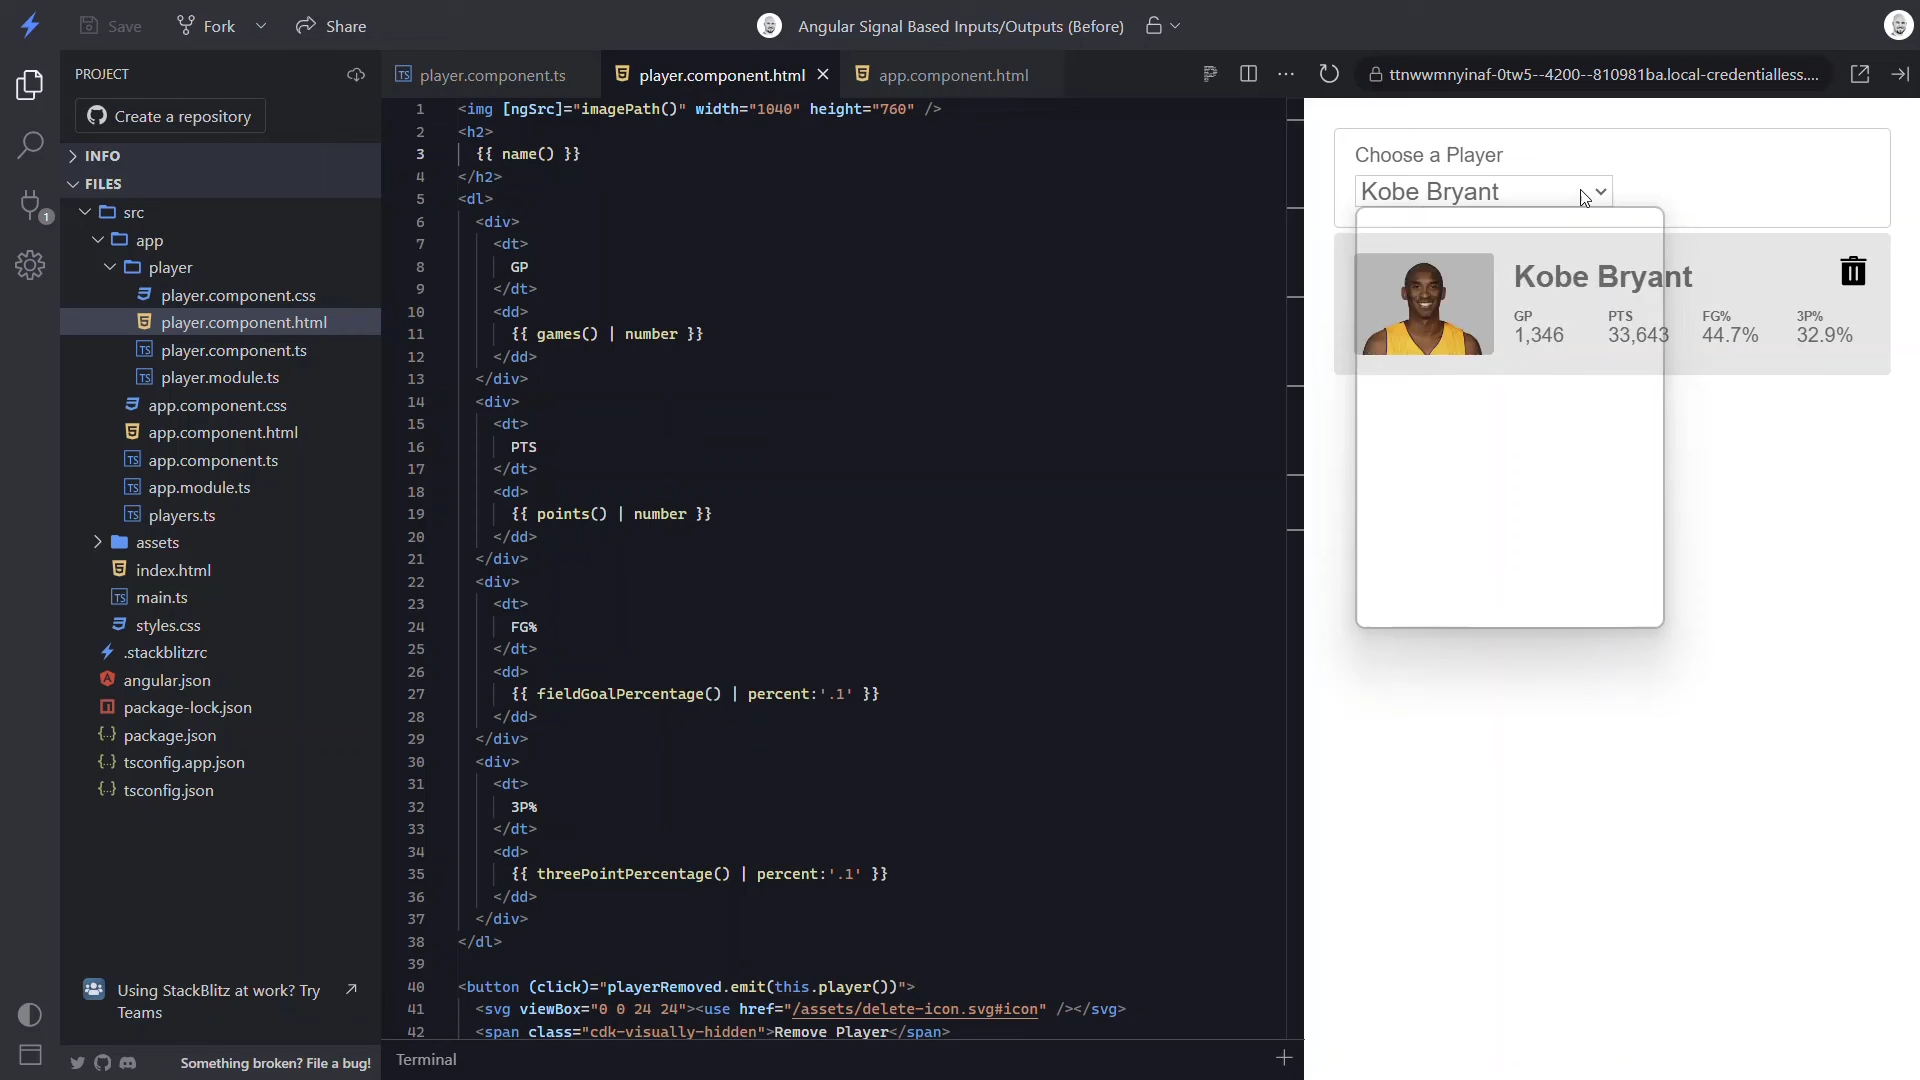 Save
Fork
Share
Angular Signal Based Inputs/Outputs (Before)
PROJECT
Create a repository
INFO
FILES
src
app
player
player.component.css
player.component.html
player.component.ts
player.module.ts
app.component.css
app.component.html
app.component.ts
app.module.ts
players.ts
assets
index.html
main.ts
styles.css
.stackblitzrc
angular.json
package-lock.json
package.json
tsconfig.app.json
tsconfig.json
1
Using StackBlitz at work? Try
Teams
Something broken? File a bug!
player.component.ts
player.component.html
app.component.html
1 <img [ngSrc]="imagePath()" width="1040" height="760" />
2 <h2>
3 {{ name() }}
4 </h2>
5 <dl>
6 <div>
7 <dt>
8 GP
9 </dt>
10 <dd>
11 {{ games() | number }}
12 </dd>
13 </div>
14 <div>
15 <dt>
16 PTS
17 </dt>
18 <dd>
19 {{ points() | number }}
20 </dd>
21 </div>
22 <div>
23 <dt>
24 FG%
25 </dt>
26 <dd>
27 {{ fieldGoalPercentage() | percent:'.1' }}
28 </dd>
29 </div>
30 <div>
31 <dt>
32 3P%
33 </dt>
34 <dd>
35 {{ threePointPercentage() | percent:'.1' }}
36 </dd>
37 </div>
38 </dl>
39
40 <button (click)="playerRemoved.emit(this.player())">
41 <svg viewBox="0 0 24 24"><use href="/assets/delete-icon.svg#icon" /></svg>
42 <span class="cdk-visually-hidden">Remove Player</span>
Terminal
ttnwwmnyinaf-0tw5--4200--810981ba.local-credentialless....
Choose a Player
Kobe Bryant
Kobe Bryant
GP PTS FG% 3P%
1,346 33,643 44.7% 32.9%